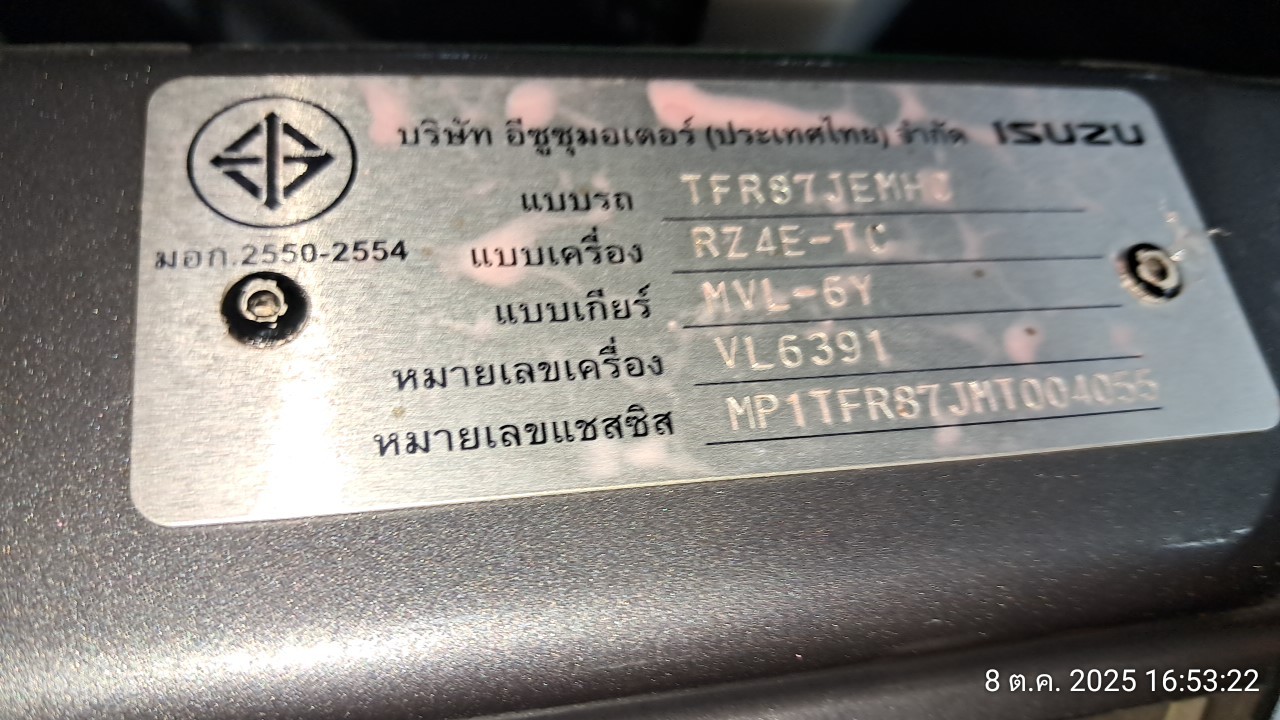 บริษัท อีซูซุมอเตอร์ (ประเทศไทย) จำกัด ISUZU
มอก.2550-2554
แบบรถ
แบบเครื่อง RZ4E-TC
แบบเกียร์ MVL-6Y
หมายเลขเครื่อง VL6391
หมายเลขแชสซิส MP1TFR87JMT004055
8 ต.ค. 2025 16:53:22